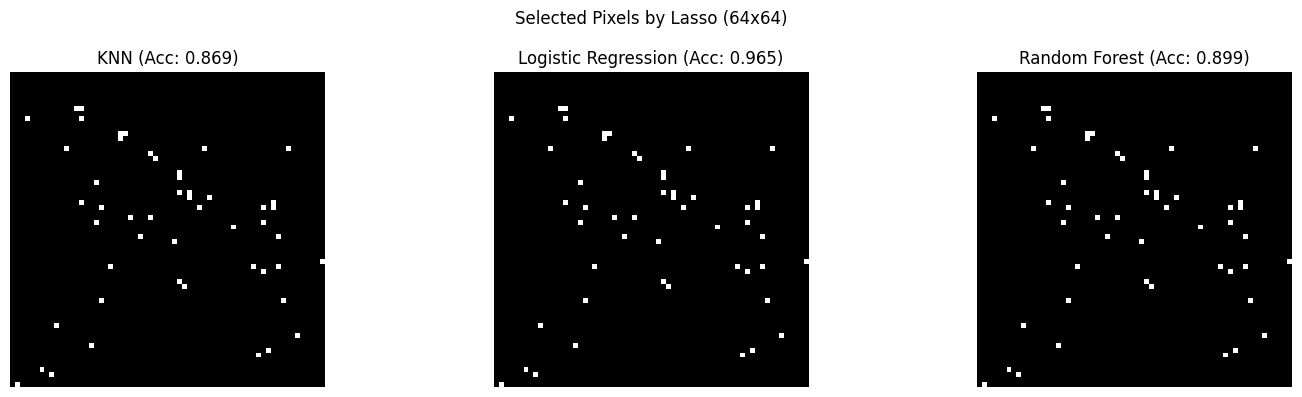 Selected Pixels by Lasso (64x64)
KNN (Acc: 0.869)
Logistic Regression (Acc: 0.965)
Random Forest (Acc: 0.899)